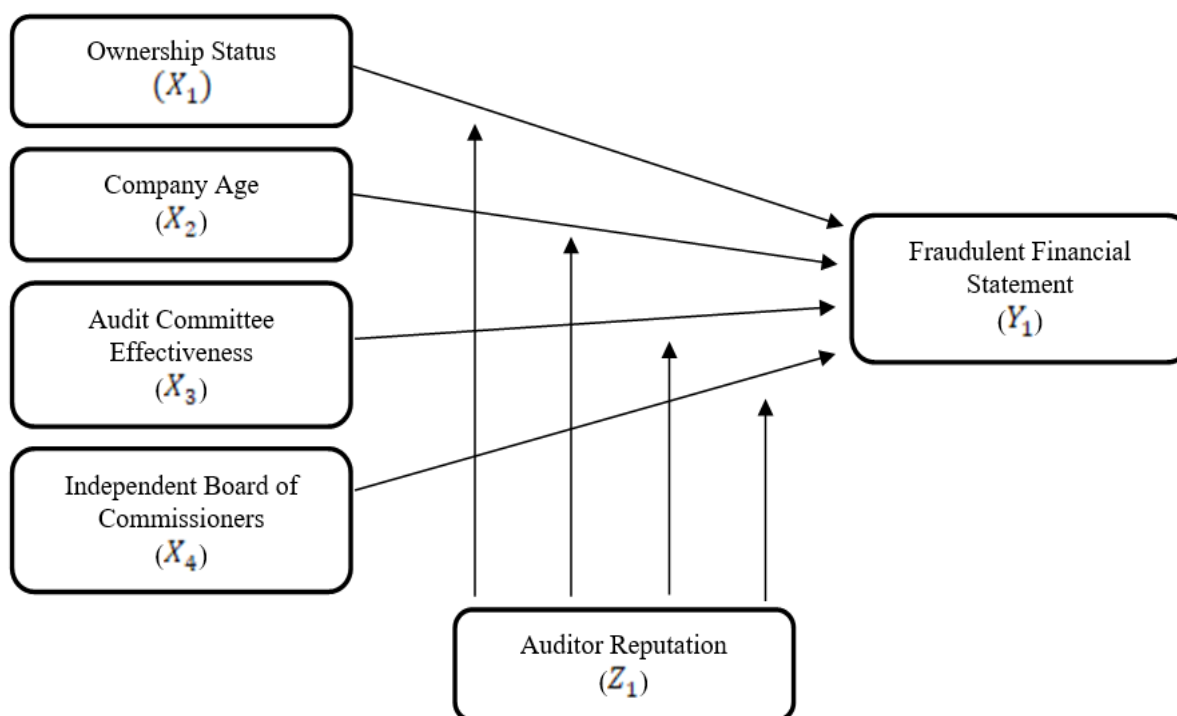 Ownership Status
(X₁)
Company Age
(X₂)
Audit Committee
Effectiveness
(X₃)
Independent Board of
Commissioners
(X₄)
Fraudulent Financial
Statement
(Y₁)
Auditor Reputation
(Z₁)